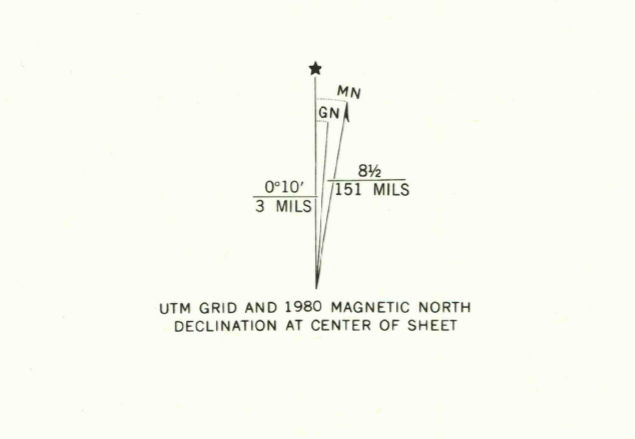 ★
MN
GN
0°10′
3 MILS
8½
151 MILS
UTM GRID AND 1980 MAGNETIC NORTH
DECLINATION AT CENTER OF SHEET